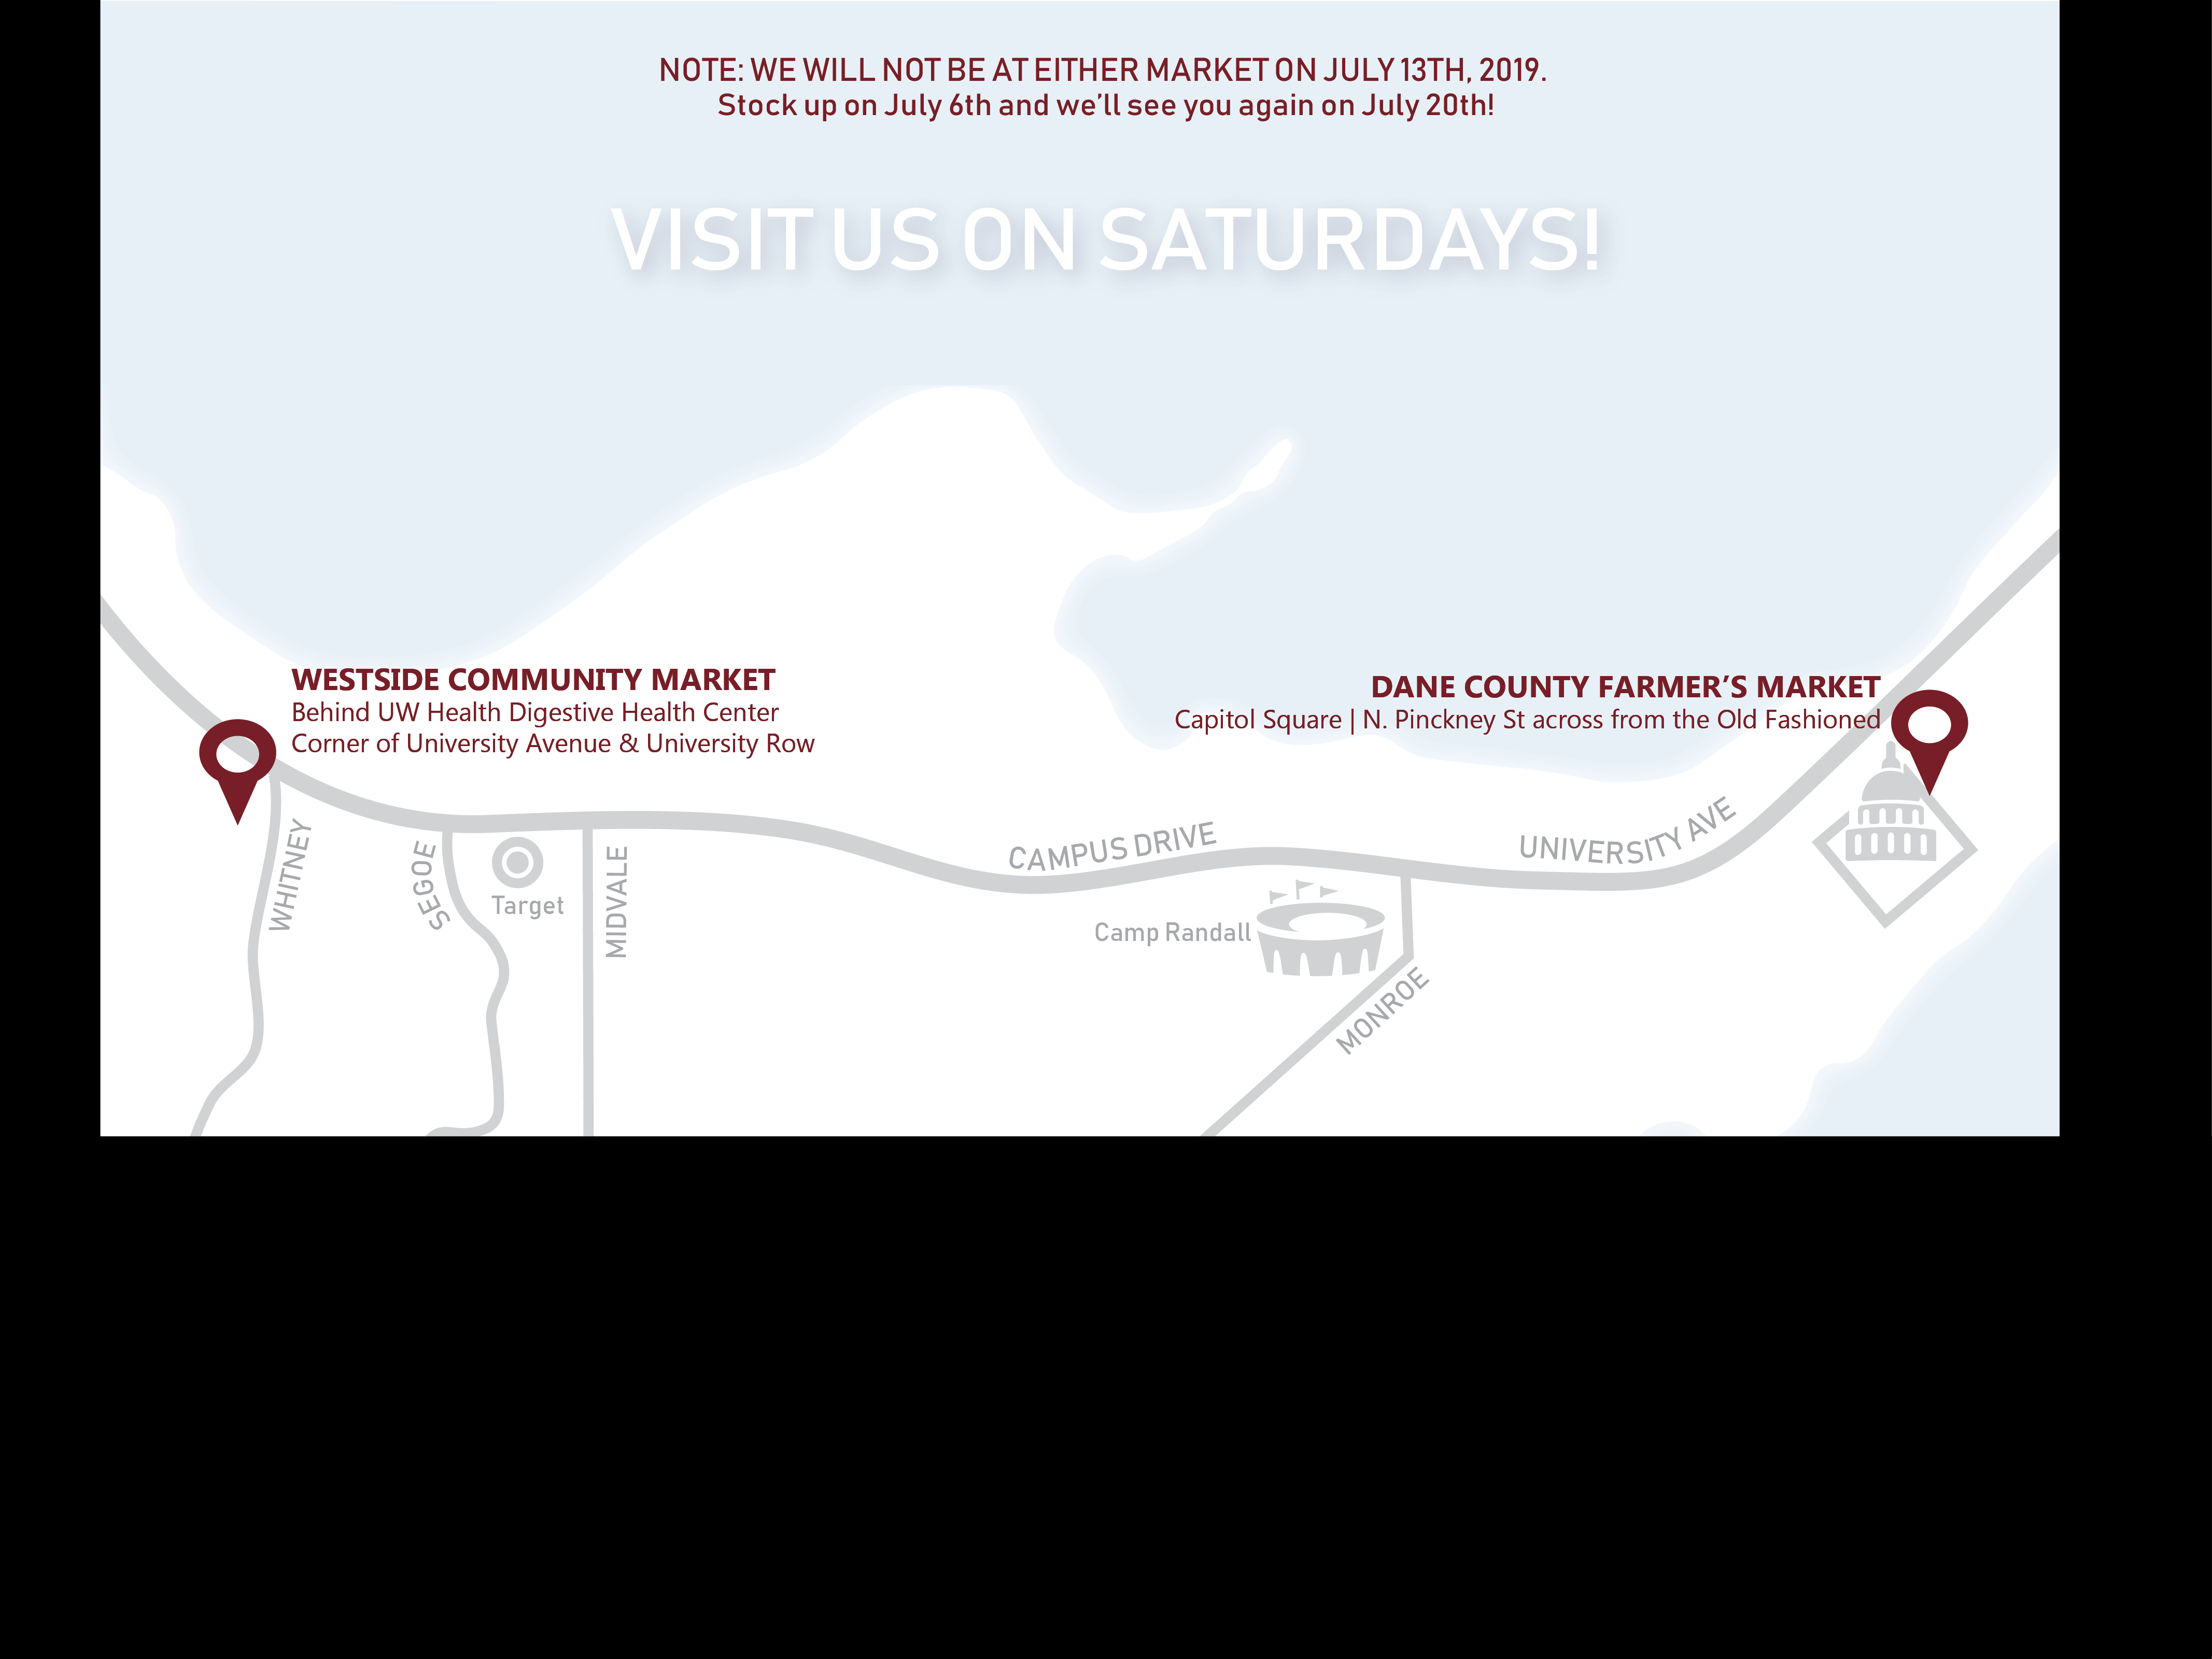 NOTE: WE WILL NOT BE AT EITHER MARKET ON JULY 13TH, 2019.
Stock up on July 6th and we'll see you again on July 20th!
VISIT US ON SATURDAYS!
WESTSIDE COMMUNITY MARKET
Behind UW Health Digestive Health Center
Corner of University Avenue & University Row
DANE COUNTY FARMER'S MARKET
Capitol Square | N. Pinckney St across from the Old Fashioned
WHITNEY
SEGOE
Target
MIDVALE
CAMPUS DRIVE
Camp Randall
MONROE
UNIVERSITY AVE